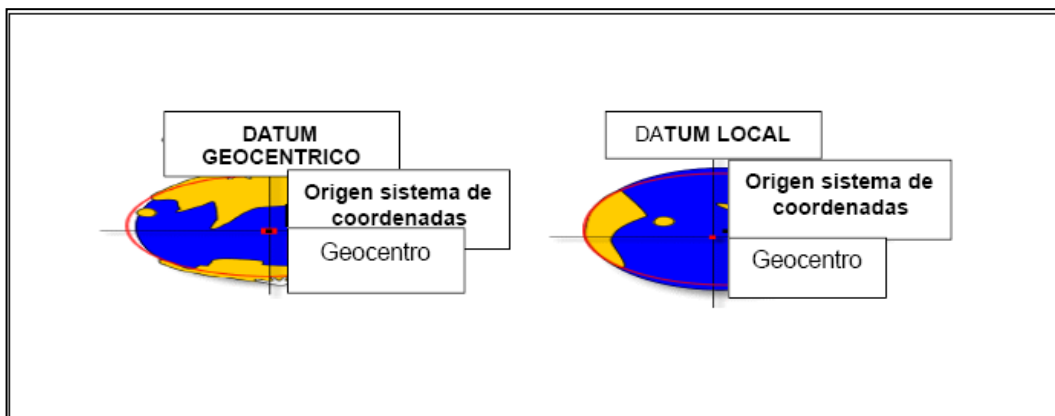 DATUM
GEOCENTRICO
Origen sistema de
coordenadas
Geocentro
DATUM LOCAL
Origen sistema de
coordenadas
Geocentro